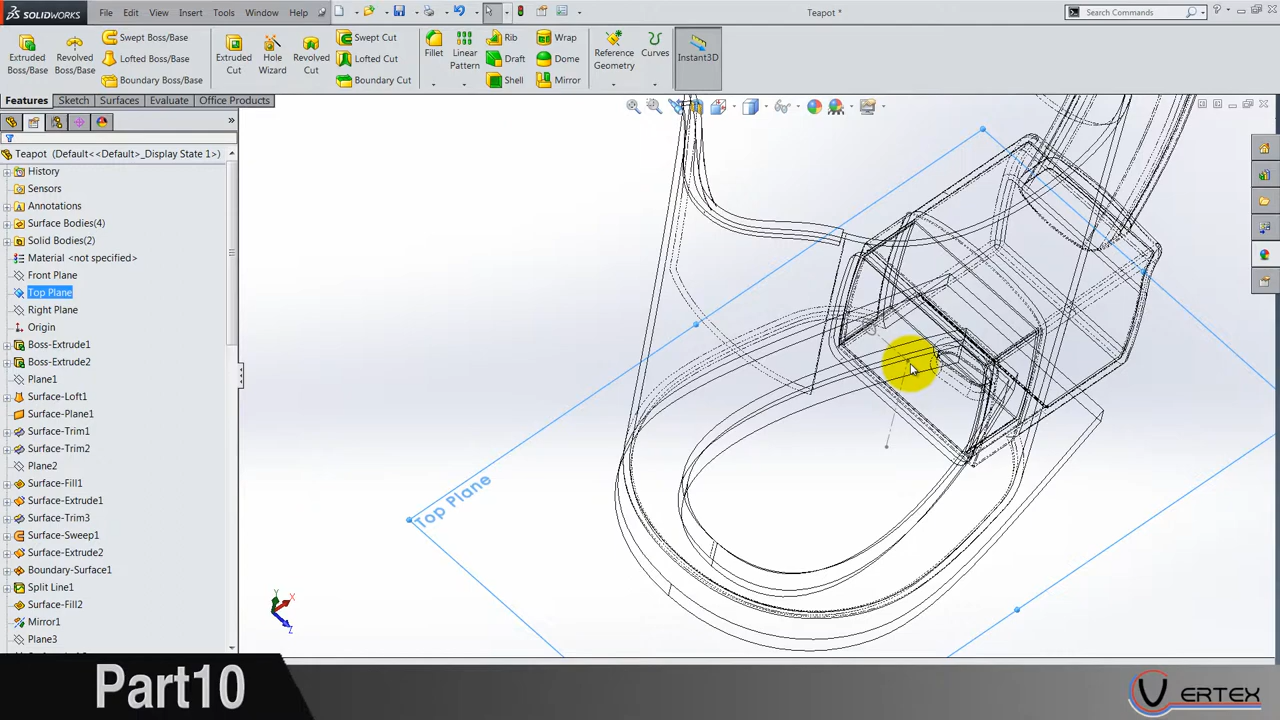 SOLIDWORKS
File Edit View Insert Tools Window Help
Teapot *
Search Commands
Extruded Boss/Base
Revolved Boss/Base
Swept Boss/Base
Lofted Boss/Base
Boundary Boss/Base
Extruded Cut
Hole Wizard
Revolved Cut
Swept Cut
Lofted Cut
Boundary Cut
Fillet
Linear Pattern
Rib
Draft
Shell
Wrap
Dome
Mirror
Reference Geometry
Curves
Instant3D
Features Sketch Surfaces Evaluate Office Products
Teapot (Default<<Default>_Display State 1>)
History
Sensors
Annotations
Surface Bodies(4)
Solid Bodies(2)
Material <not specified>
Front Plane
Top Plane
Right Plane
Origin
Boss-Extrude1
Boss-Extrude2
Plane1
Surface-Loft1
Surface-Plane1
Surface-Trim1
Surface-Trim2
Plane2
Surface-Fill1
Surface-Extrude1
Surface-Trim3
Surface-Sweep1
Surface-Extrude2
Boundary-Surface1
Split Line1
Surface-Fill2
Mirror1
Plane3
Top Plane
Y
X
Z
Part10
VERTEX